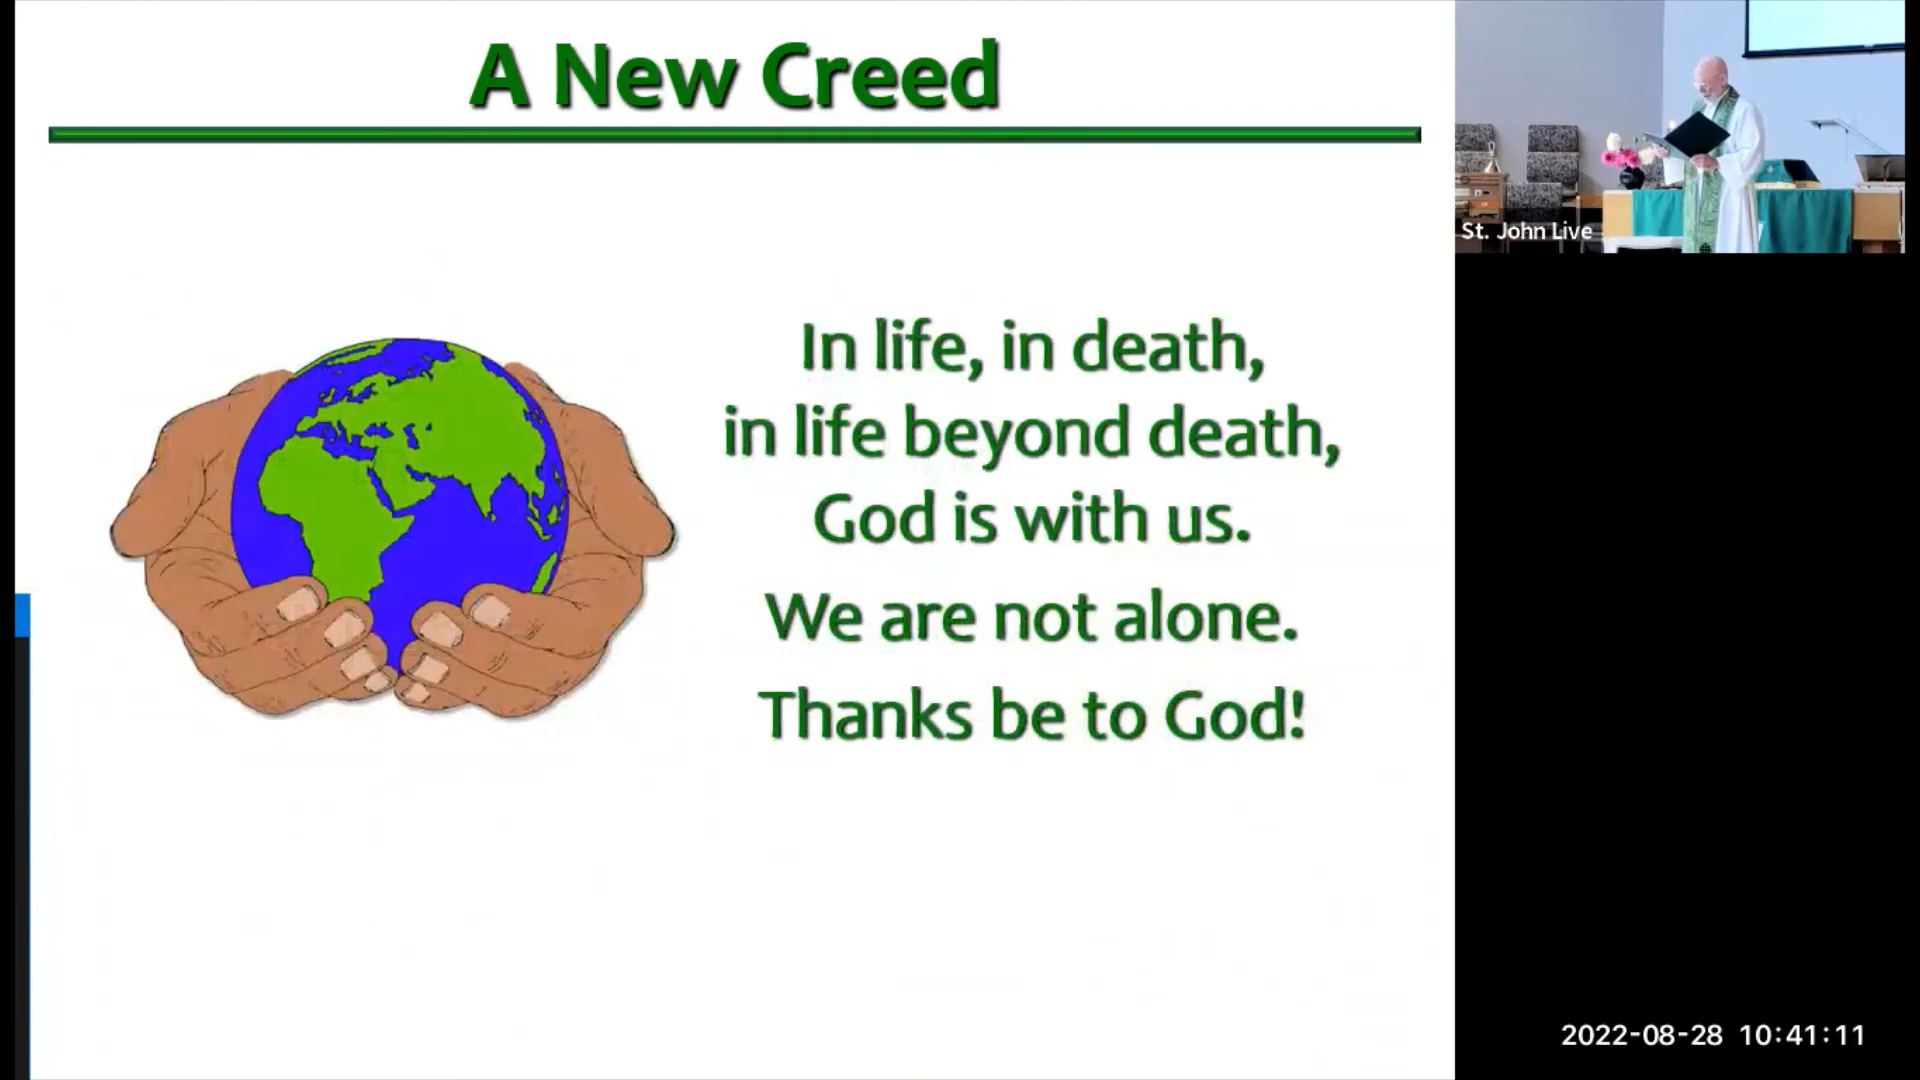 A New Creed
In life, in death,
in life beyond death,
God is with us.
We are not alone.
Thanks be to God!
St. John Live
2022-08-28 10:41:11